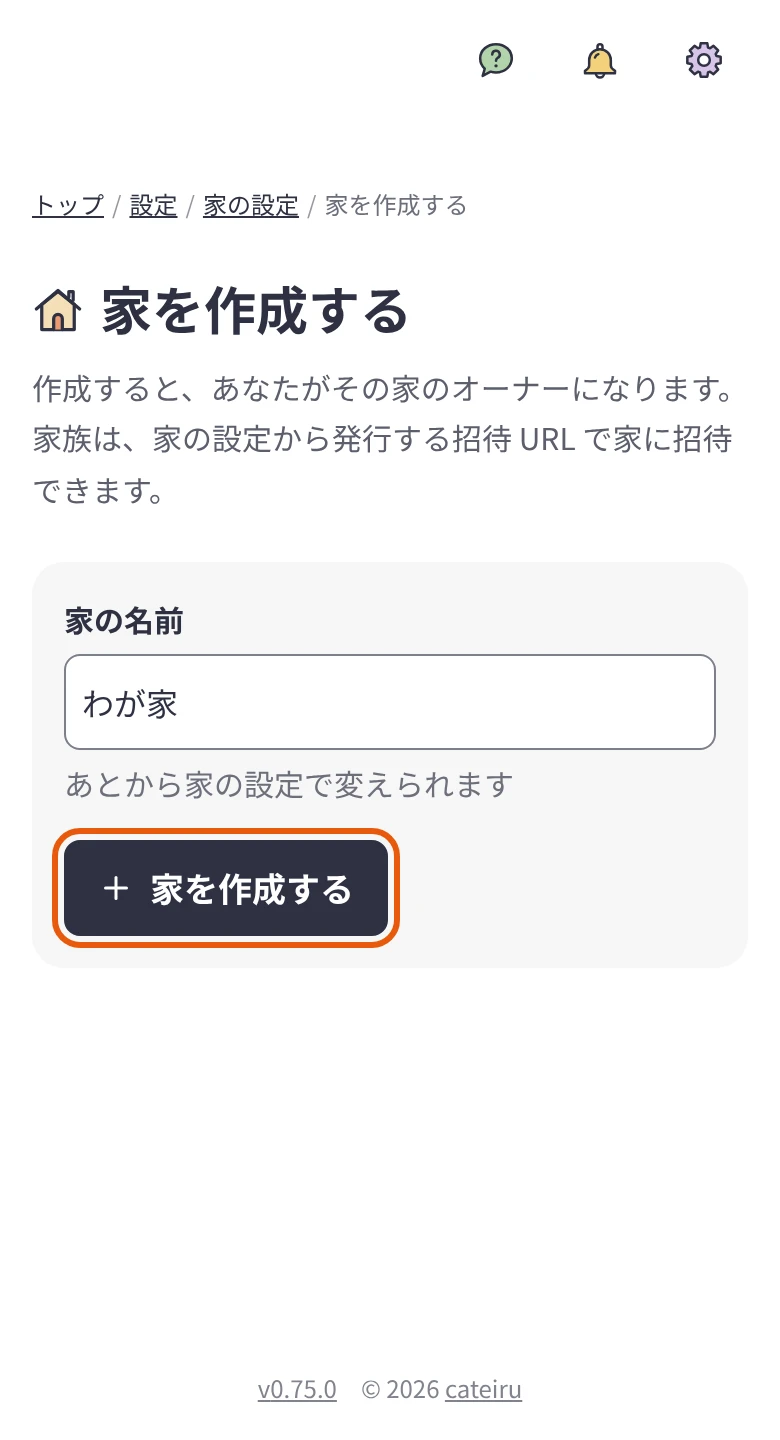 トップ / 設定 / 家の設定 / 家を作成する
家を作成する
作成すると、あなたがその家のオーナーになります。
家族は、家の設定から発行する招待 URL で家に招待
できます。
家の名前
わが家
あとから家の設定で変えられます
+ 家を作成する
v0.75.0 © 2026 cateiru